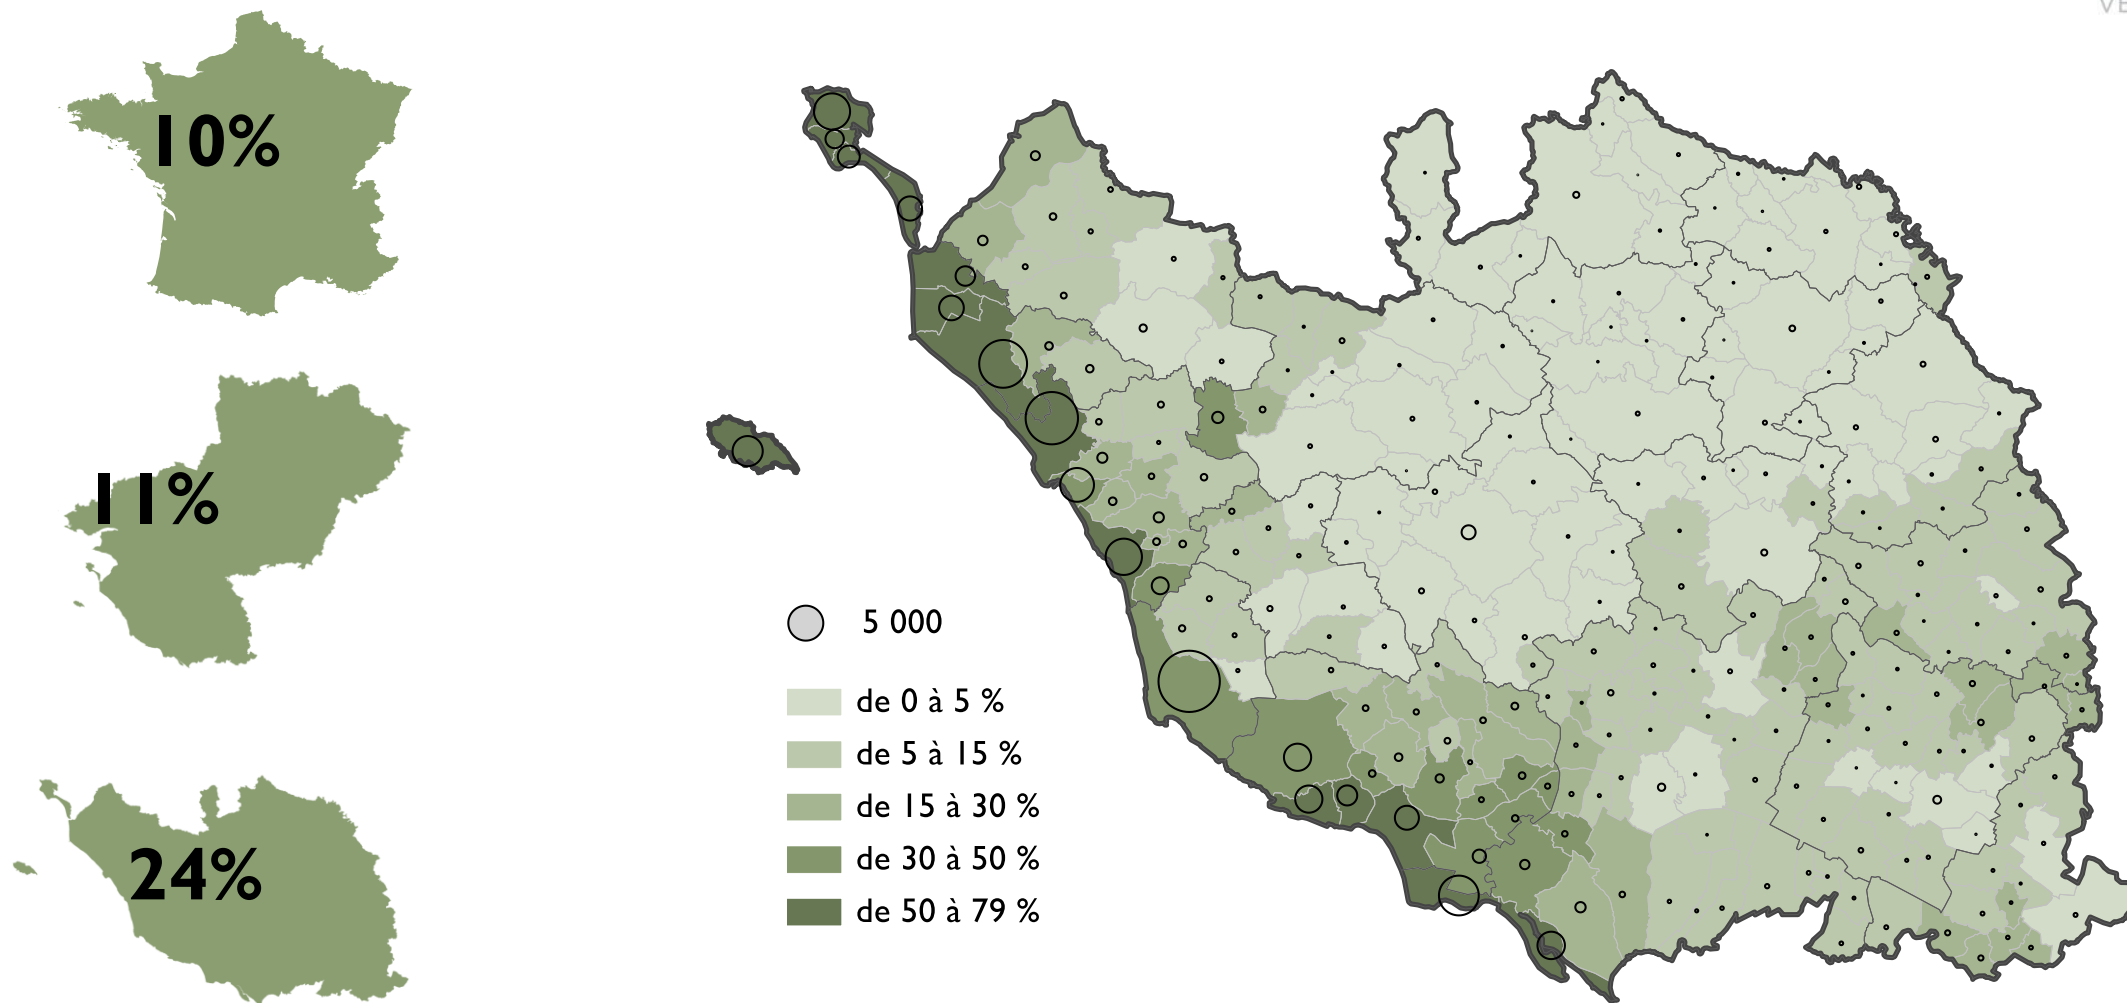 10%
11%
24%
5 000
de 0 à 5 %
de 5 à 15 %
de 15 à 30 %
de 30 à 50 %
de 50 à 79 %